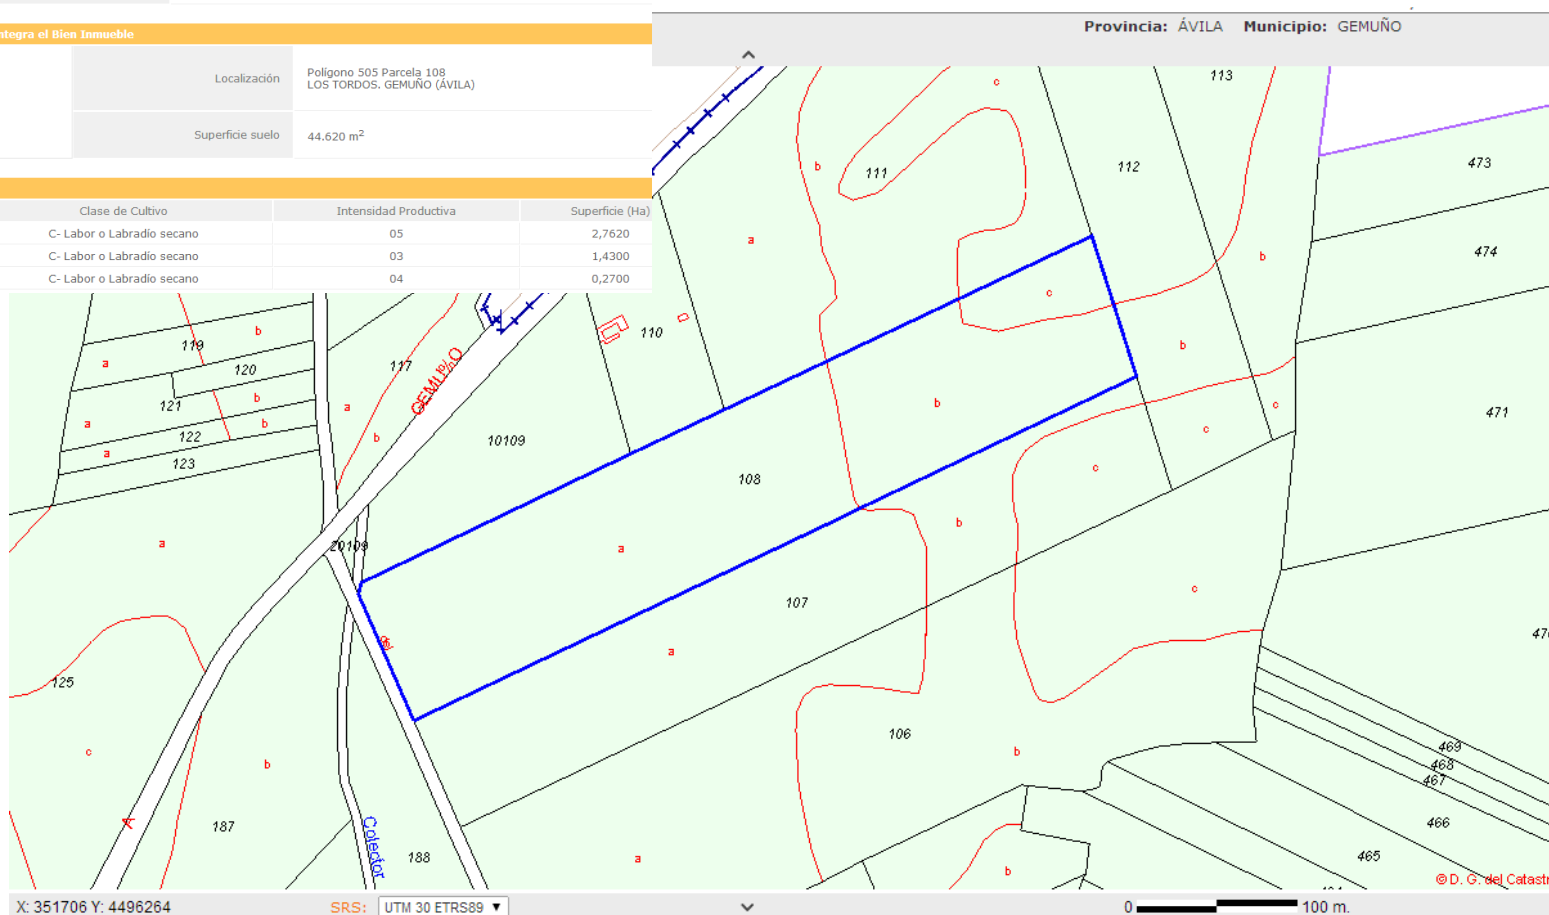 ntegra el Bien Inmueble
Provincia: ÁVILA Municipio: GEMUÑO
Localización
Polígono 505 Parcela 108
LOS TORDOS. GEMUÑO (ÁVILA)
Superficie suelo
44.620 m²
Clase de Cultivo Intensidad Productiva Superficie (Ha)
C- Labor o Labradío secano 05 2,7620
C- Labor o Labradío secano 03 1,4300
C- Labor o Labradío secano 04 0,2700
c
113
b
111
112
473
a
b
474
c
110
119
b
a
120
117
GEMU%O
b
121
a
b
a
b
122
b
a
123
10109
b
c
c
471
108
c
a
20109
a
b
107
c
a
47
125
c
b
106
b
469
468
467
A
187
Colector
466
188
a
465
b
© D. G. del Catastr
X: 351706 Y: 4496264
SRS: UTM 30 ETRS89 ▼
0 100 m.